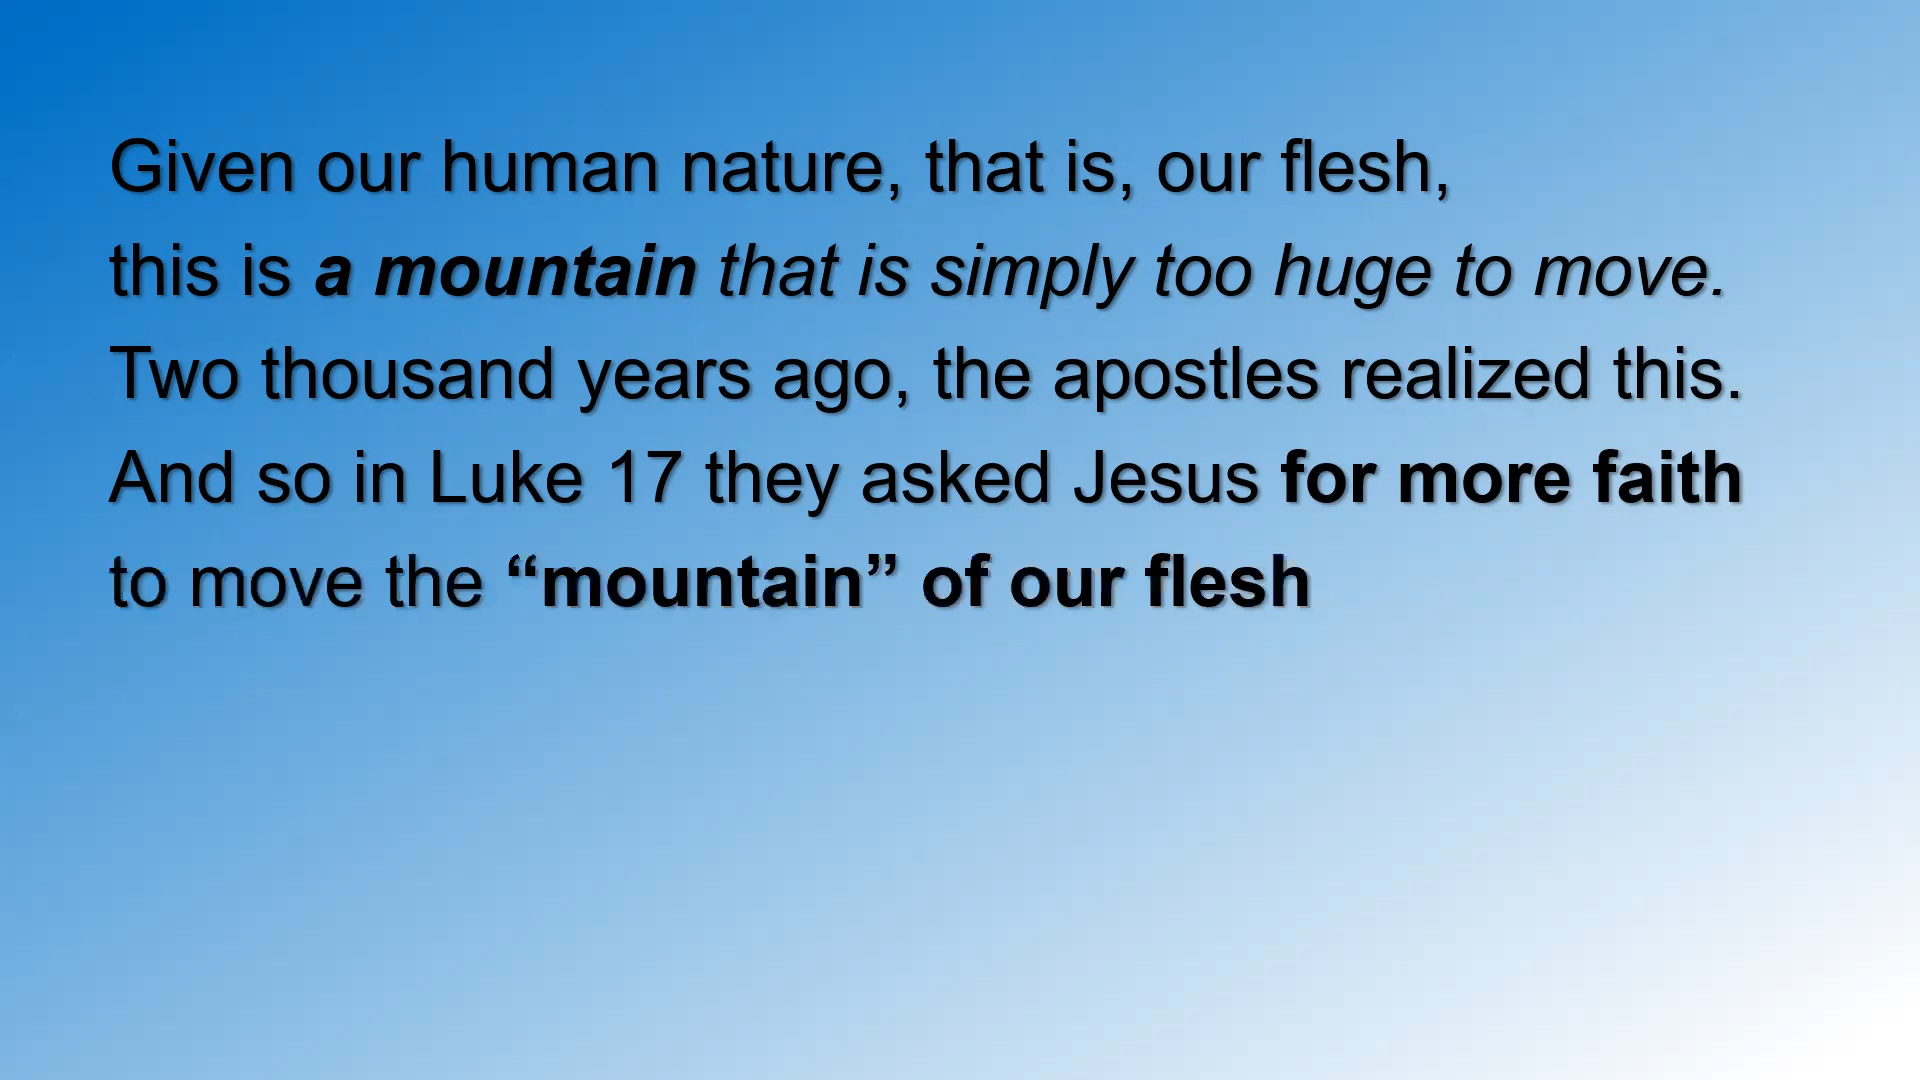 Given our human nature, that is, our flesh,
this is a mountain that is simply too huge to move.
Two thousand years ago, the apostles realized this.
And so in Luke 17 they asked Jesus for more faith
to move the “mountain” of our flesh